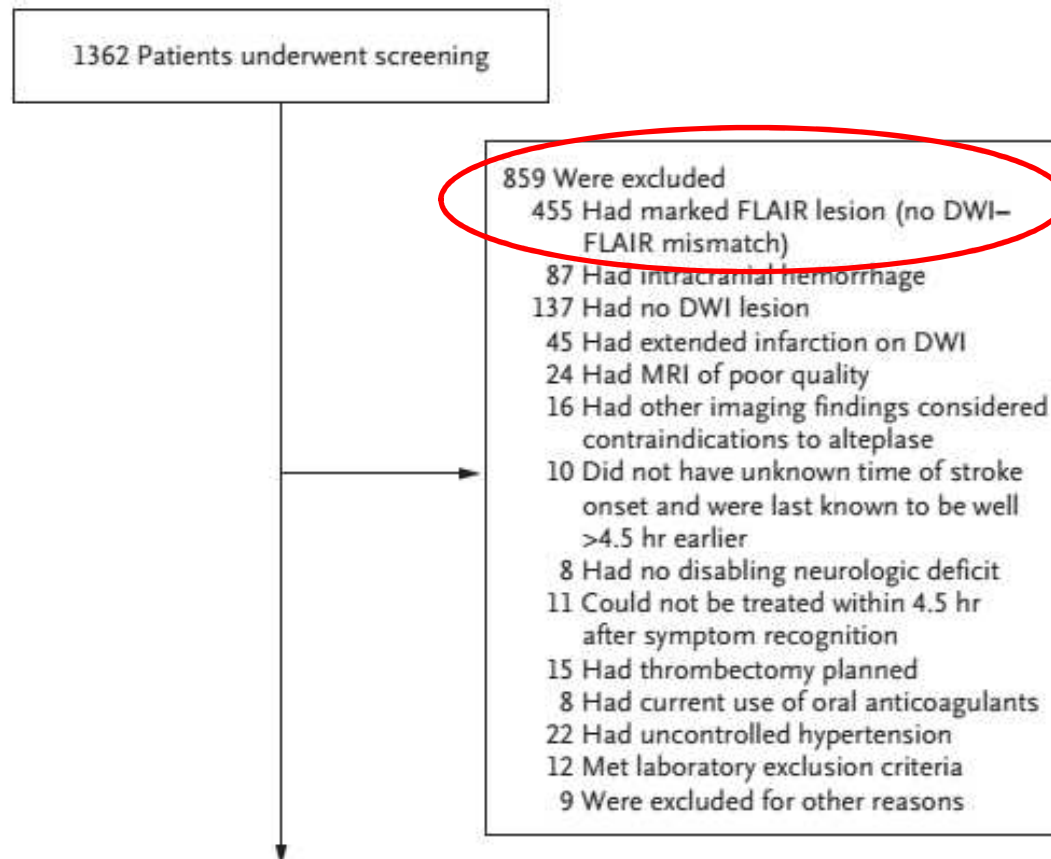 1362 Patients underwent screening
859 Were excluded
455 Had marked FLAIR lesion (no DWI–
FLAIR mismatch)
87 Had intracranial hemorrhage
137 Had no DWI lesion
45 Had extended infarction on DWI
24 Had MRI of poor quality
16 Had other imaging findings considered
contraindications to alteplase
10 Did not have unknown time of stroke
onset and were last known to be well
>4.5 hr earlier
8 Had no disabling neurologic deficit
11 Could not be treated within 4.5 hr
after symptom recognition
15 Had thrombectomy planned
8 Had current use of oral anticoagulants
22 Had uncontrolled hypertension
12 Met laboratory exclusion criteria
9 Were excluded for other reasons